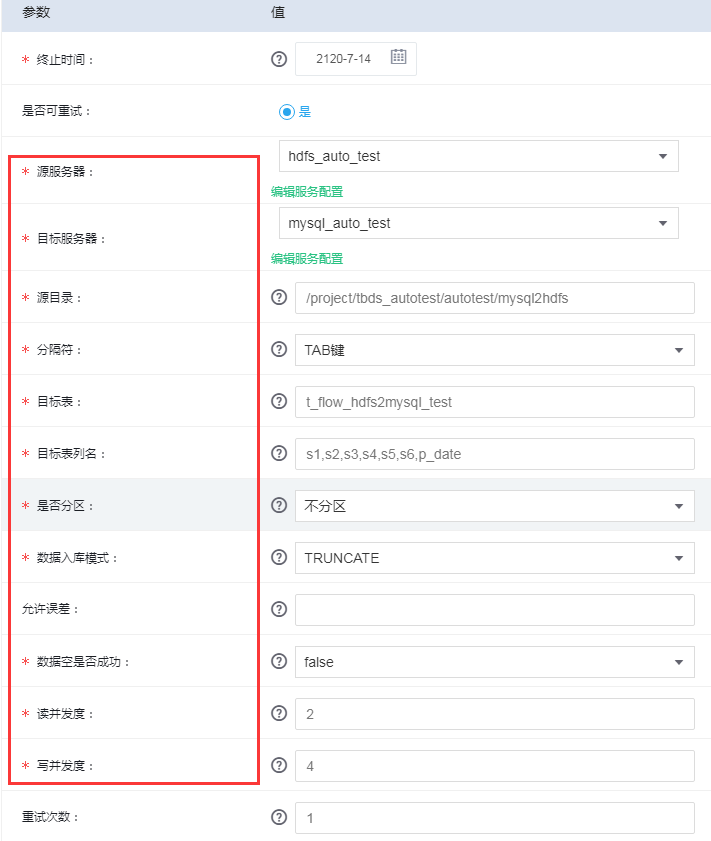 参数 值
* 终止时间： 2120-7-14
是否可重试： 是
* 源服务器： hdfs_auto_test
编辑服务配置
* 目标服务器： mysql_auto_test
编辑服务配置
* 源目录： /project/tbds_autotest/autotest/mysql2hdfs
* 分隔符： TAB键
* 目标表： t_flow_hdfs2mysql_test
* 目标表列名： s1,s2,s3,s4,s5,s6,p_date
* 是否分区： 不分区
* 数据入库模式： TRUNCATE
允许误差：
* 数据空是否成功： false
* 读并发度： 2
* 写并发度： 4
重试次数： 1